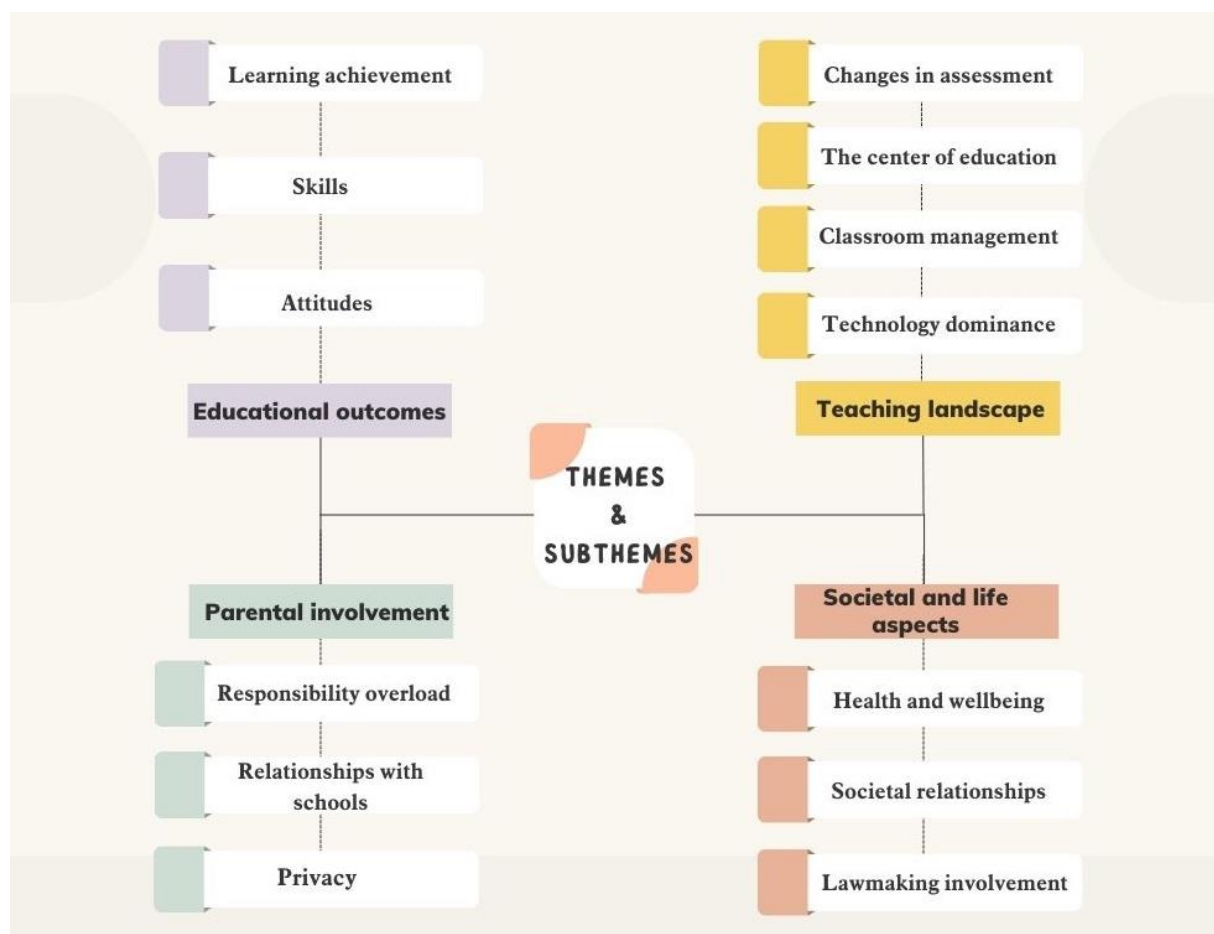 Learning achievement
Skills
Attitudes
Educational outcomes
Changes in assessment
The center of education
Classroom management
Technology dominance
Teaching landscape
THEMES
&
SUBTHEMES
Parental involvement
Responsibility overload
Relationships with
schools
Privacy
Societal and life
aspects
Health and wellbeing
Societal relationships
Lawmaking involvement